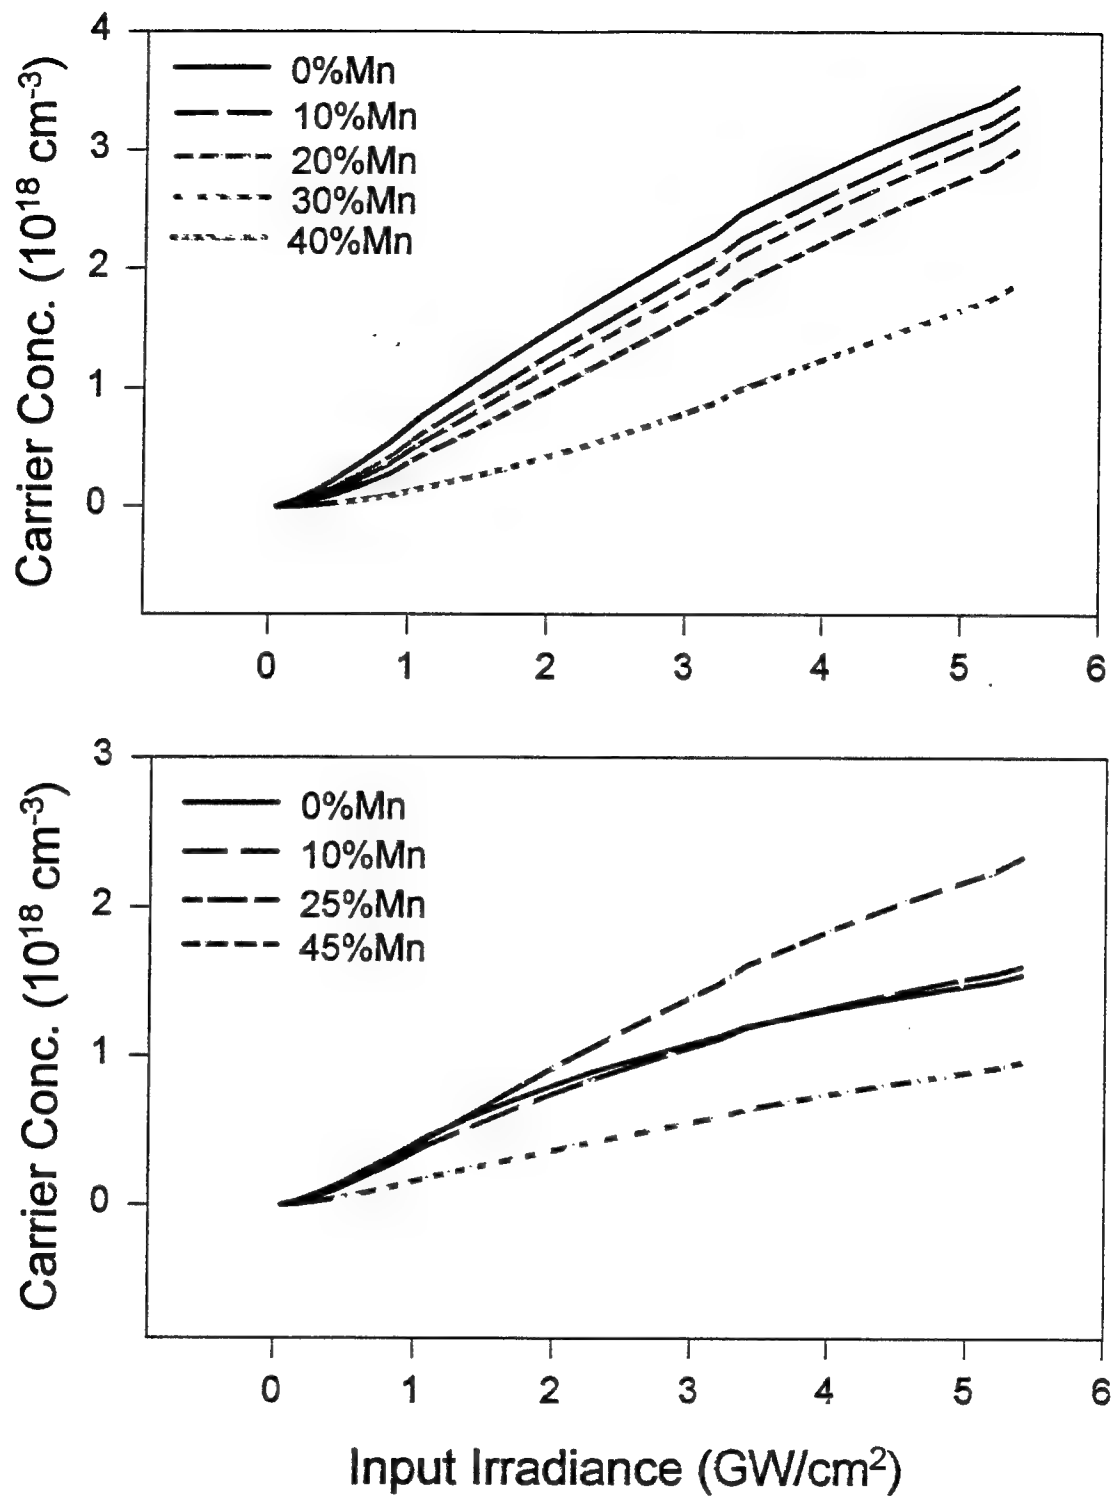 Carrier Conc. (10¹⁸ cm⁻³)
4
3
2
1
0
0%Mn
10%Mn
20%Mn
30%Mn
40%Mn
0 1 2 3 4 5 6
Carrier Conc. (10¹⁸ cm⁻³)
3
2
1
0
0%Mn
10%Mn
25%Mn
45%Mn
0 1 2 3 4 5 6
Input Irradiance (GW/cm²)